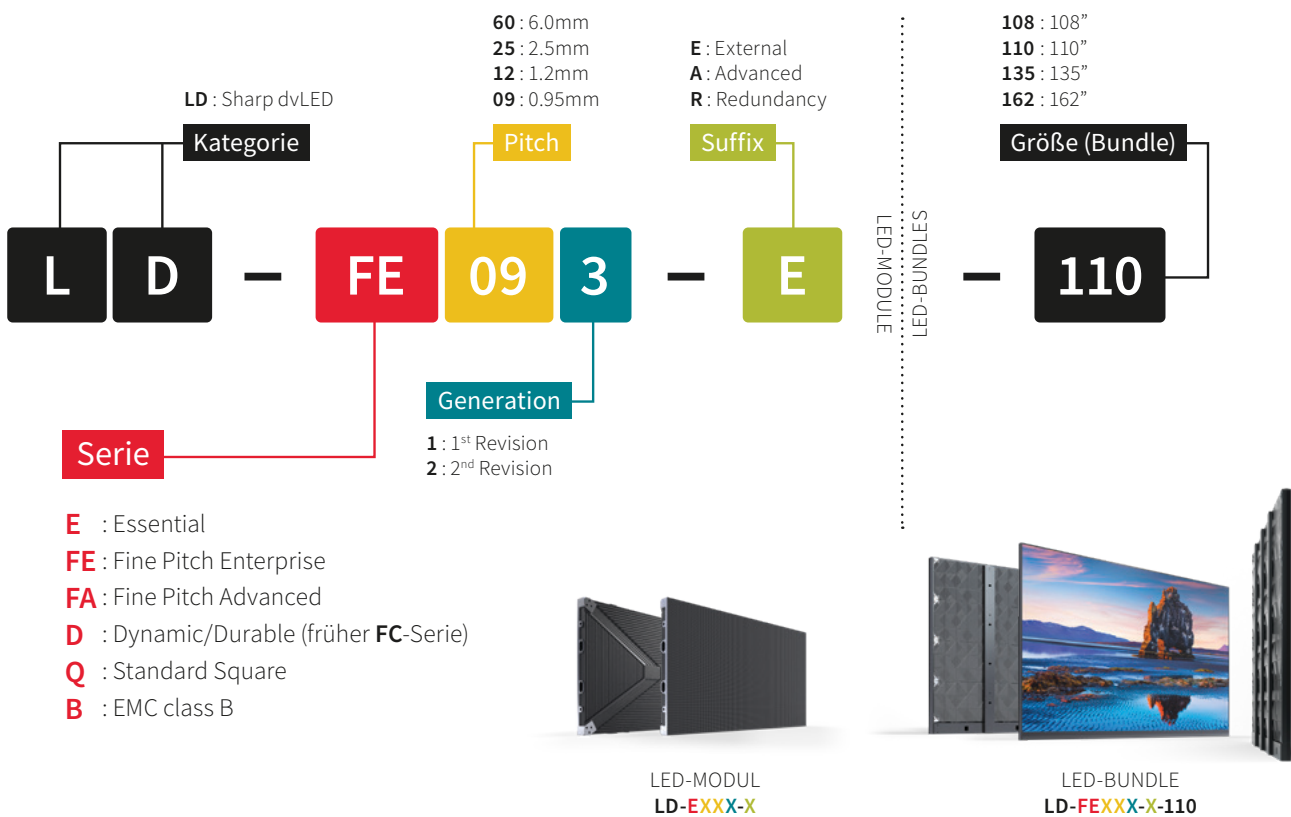 60 : 6.0mm
25 : 2.5mm
12 : 1.2mm
09 : 0.95mm
E : External
A : Advanced
R : Redundancy
108 : 108”
110 : 110”
135 : 135”
162 : 162”
LD : Sharp dvLED
Kategorie
Pitch
Suffix
Größe (Bundle)
L D – FE 09 3 – E – 110
LED-MODULE
LED-BUNDLES
Generation
1 : 1st Revision
2 : 2nd Revision
Serie
E : Essential
FE : Fine Pitch Enterprise
FA : Fine Pitch Advanced
D : Dynamic/Durable (früher FC-Serie)
Q : Standard Square
B : EMC class B
LED-MODUL
LD-EXXX-X
LED-BUNDLE
LD-FEXXX-X-110